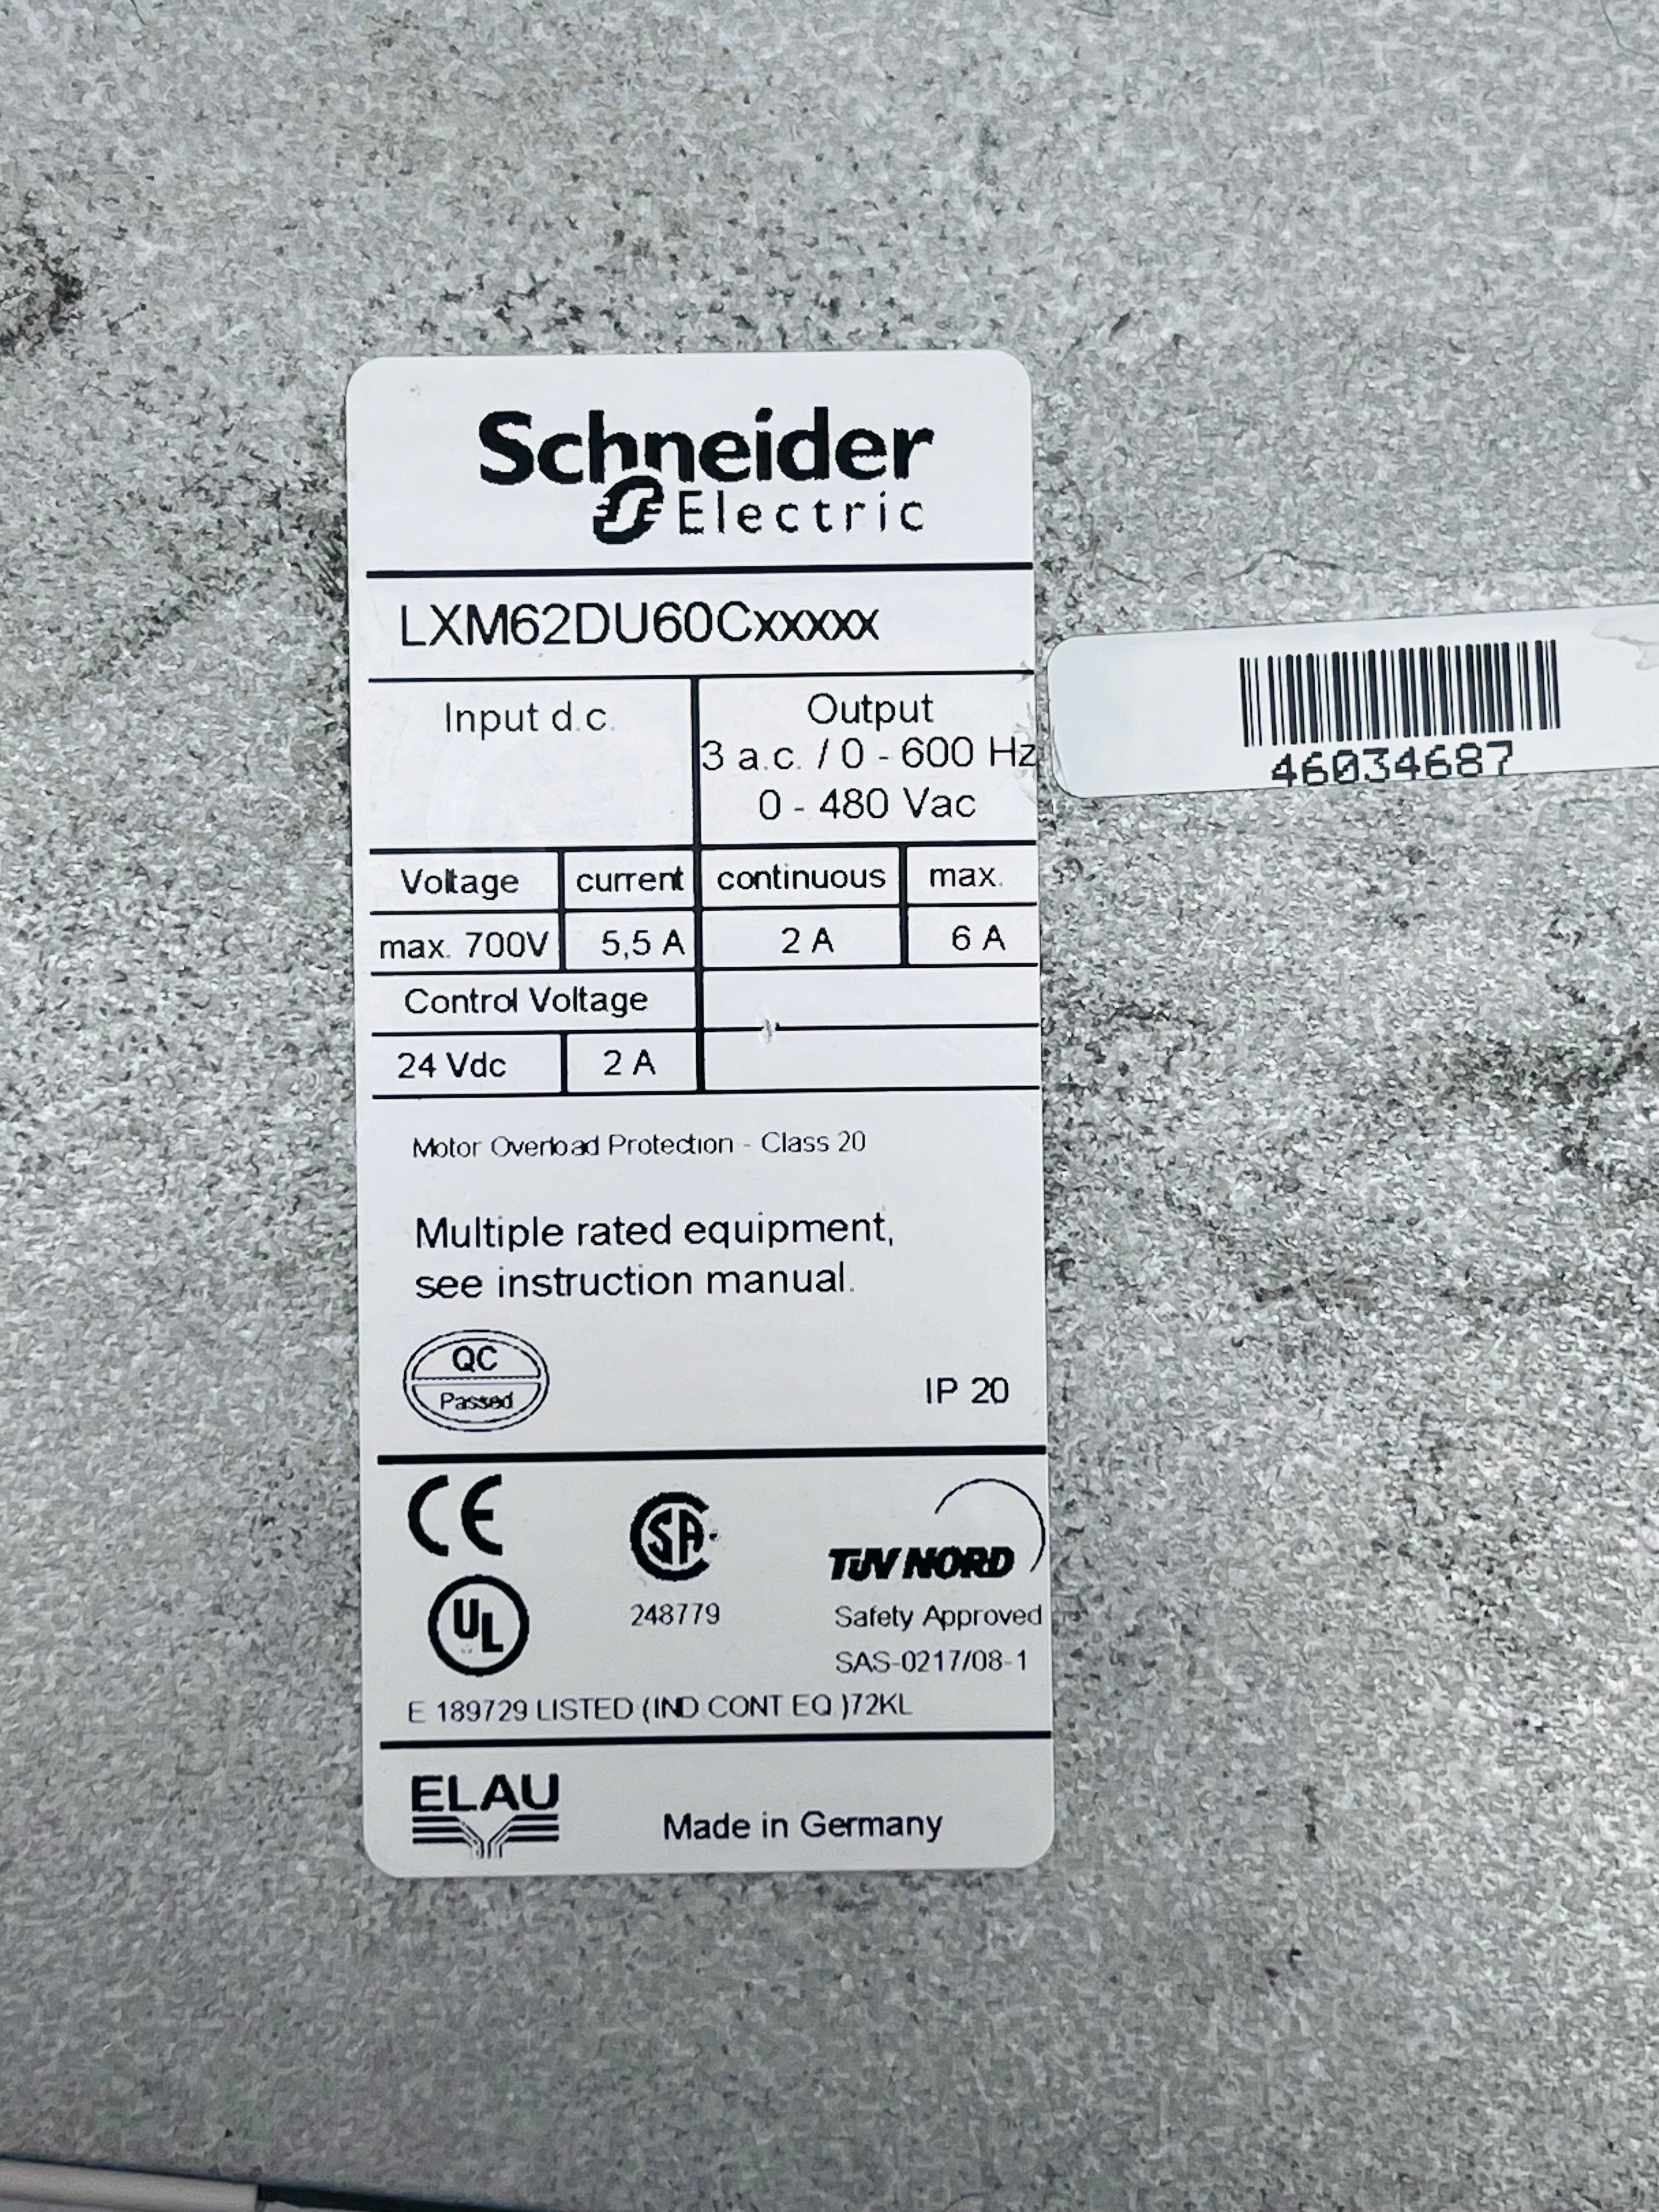 Schneider
Electric
LXM62DU60Cxxxxx
Input d.c.
Output
3 a.c. / 0 - 600 Hz
0 - 480 Vac
Voltage current continuous max.
max. 700V 5,5 A 2 A 6 A
Control Voltage
24 Vdc 2 A
Motor Overload Protection - Class 20
Multiple rated equipment,
see instruction manual.
QC
Passed
IP 20
CE
SA
TÜV NORD
UL
248779
Safety Approved
SAS-0217/08-1
E 189729 LISTED (IND CONT EQ )72KL
ELAU
Made in Germany
46034687